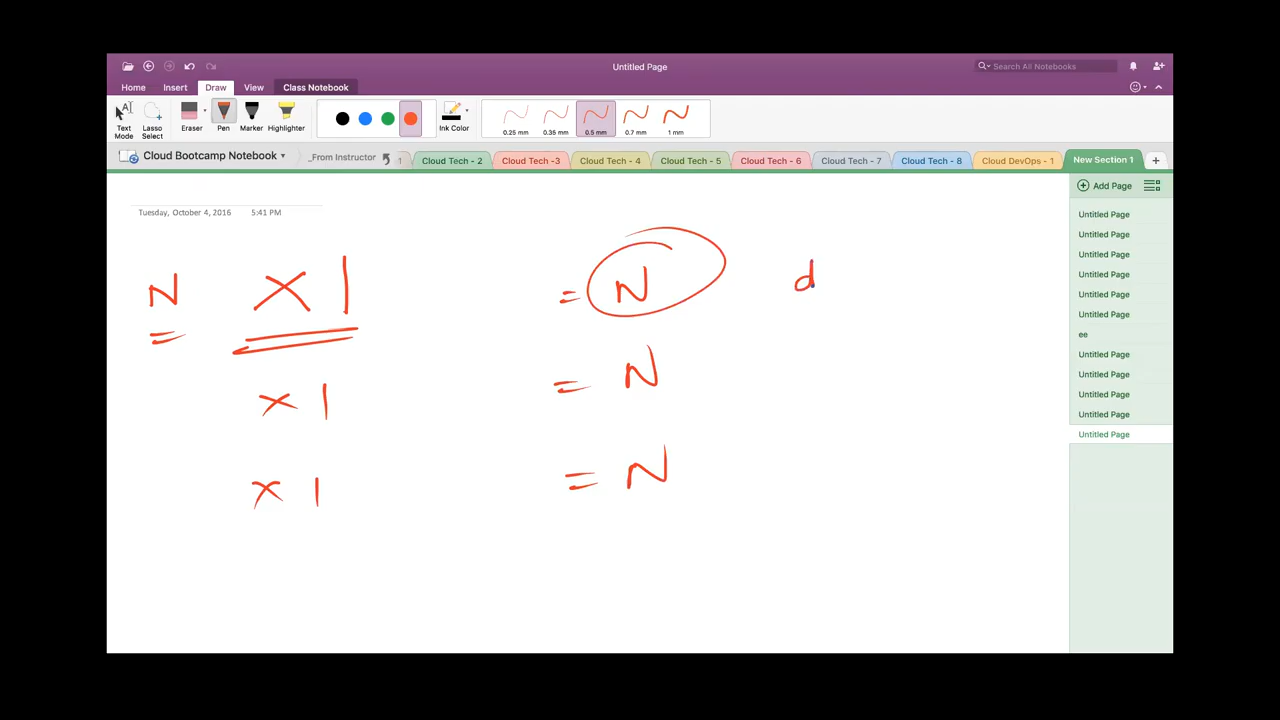 Untitled Page
Search All Notebooks
Home Insert Draw View Class Notebook
Text Mode
Lasso Select
Eraser
Pen
Marker
Highlighter
Ink Color
0.25 mm
0.35 mm
0.5 mm
0.7 mm
1 mm
Cloud Bootcamp Notebook
_From Instructor
1
Cloud Tech - 2
Cloud Tech -3
Cloud Tech - 4
Cloud Tech - 5
Cloud Tech - 6
Cloud Tech - 7
Cloud Tech - 8
Cloud DevOps - 1
New Section 1
+
Tuesday, October 4, 2016 5:41 PM
N x 1 = N d
=
x 1 = N
x 1 = N
Add Page
Untitled Page
Untitled Page
Untitled Page
Untitled Page
Untitled Page
Untitled Page
ee
Untitled Page
Untitled Page
Untitled Page
Untitled Page
Untitled Page